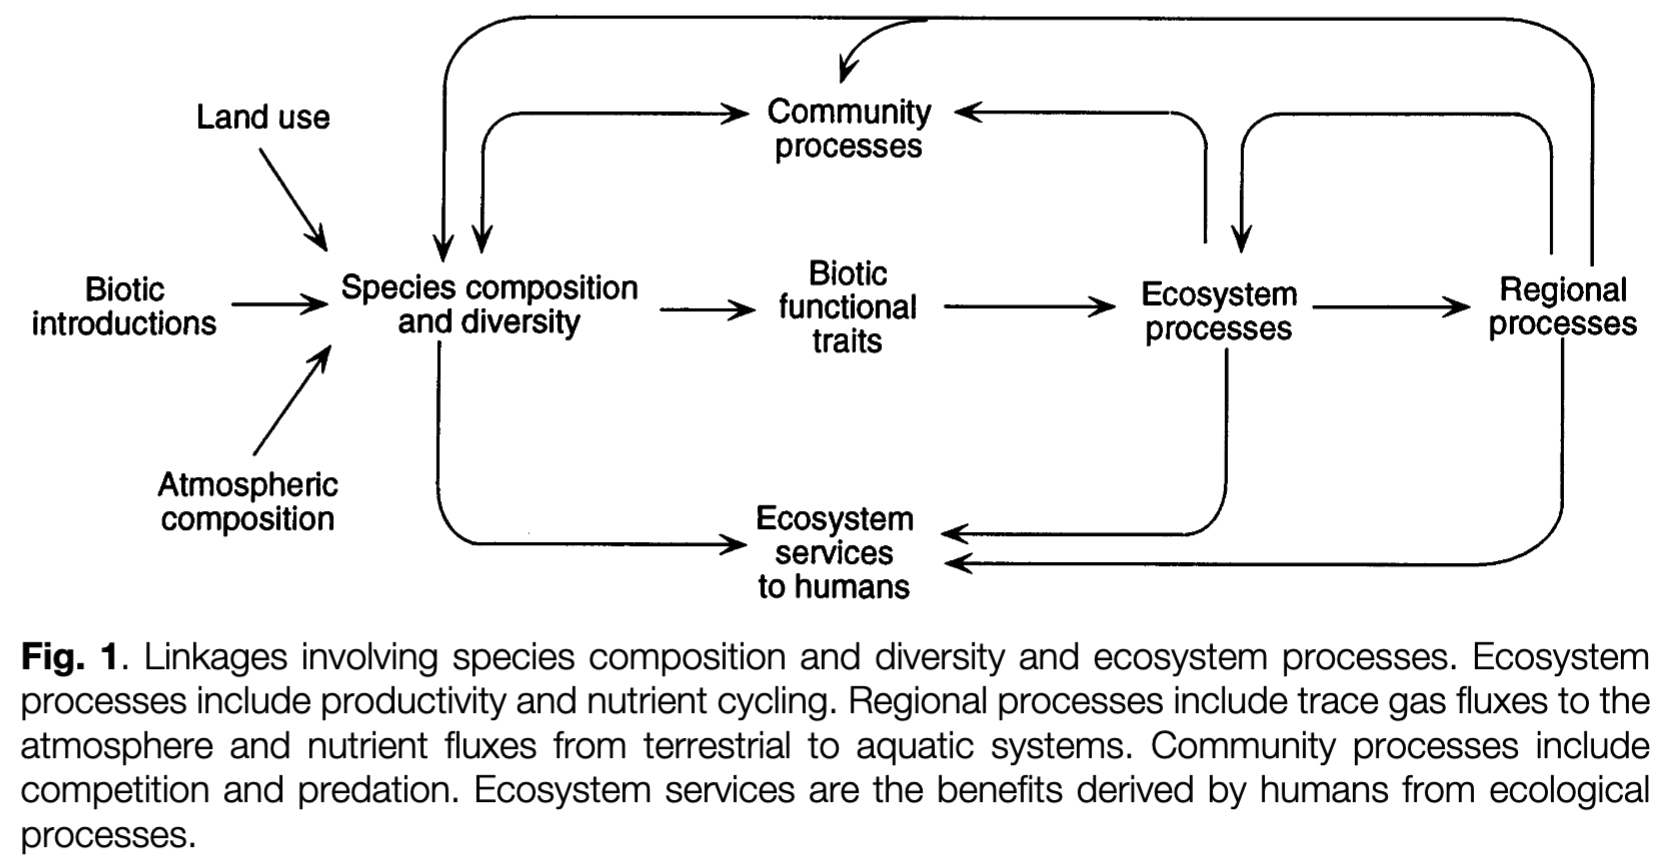 Land use
Community
processes
Biotic
introductions
Species composition
and diversity
Biotic
functional
traits
Ecosystem
processes
Regional
processes
Atmospheric
composition
Ecosystem
services
to humans
Fig. 1. Linkages involving species composition and diversity and ecosystem processes. Ecosystem
processes include productivity and nutrient cycling. Regional processes include trace gas fluxes to the
atmosphere and nutrient fluxes from terrestrial to aquatic systems. Community processes include
competition and predation. Ecosystem services are the benefits derived by humans from ecological
processes.